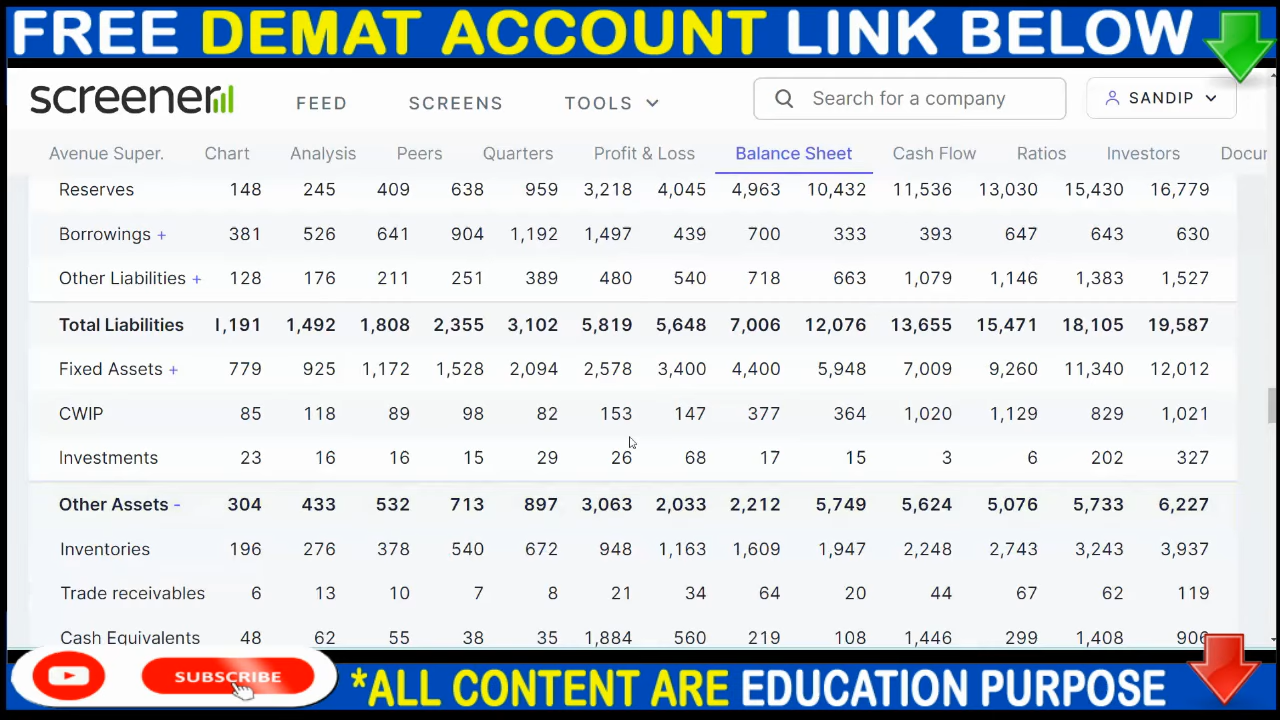 FREE DEMAT ACCOUNT LINK BELOW
screener FEED SCREENS TOOLS Search for a company SANDIP
Avenue Super. Chart Analysis Peers Quarters Profit & Loss Balance Sheet Cash Flow Ratios Investors Docum
Reserves 148 245 409 638 959 3,218 4,045 4,963 10,432 11,536 13,030 15,430 16,779
Borrowings + 381 526 641 904 1,192 1,497 439 700 333 393 647 643 630
Other Liabilities + 128 176 211 251 389 480 540 718 663 1,079 1,146 1,383 1,527
Total Liabilities 1,191 1,492 1,808 2,355 3,102 5,819 5,648 7,006 12,076 13,655 15,471 18,105 19,587
Fixed Assets + 779 925 1,172 1,528 2,094 2,578 3,400 4,400 5,948 7,009 9,260 11,340 12,012
CWIP 85 118 89 98 82 153 147 377 364 1,020 1,129 829 1,021
Investments 23 16 16 15 29 26 68 17 15 3 6 202 327
Other Assets - 304 433 532 713 897 3,063 2,033 2,212 5,749 5,624 5,076 5,733 6,227
Inventories 196 276 378 540 672 948 1,163 1,609 1,947 2,248 2,743 3,243 3,937
Trade receivables 6 13 10 7 8 21 34 64 20 44 67 62 119
Cash Equivalents 48 62 55 38 35 1,884 560 219 108 1,446 299 1,408 906
SUBSCRIBE
*ALL CONTENT ARE EDUCATION PURPOSE